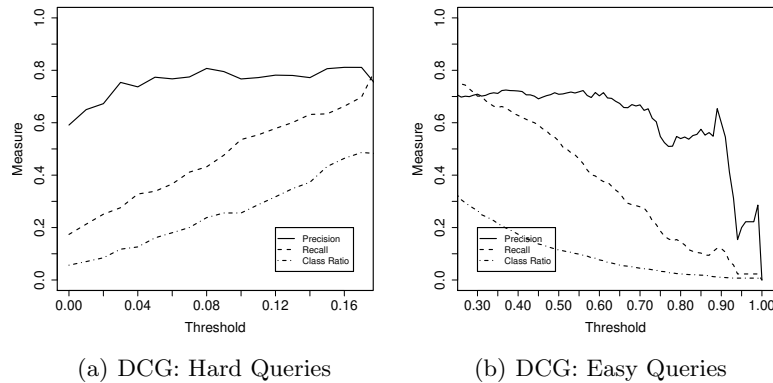 Measure
0.0 0.2 0.4 0.6 0.8 1.0
Precision
Recall
Class Ratio
0.00 0.04 0.08 0.12 0.16
Threshold
(a) DCG: Hard Queries
Measure
0.0 0.2 0.4 0.6 0.8 1.0
Precision
Recall
Class Ratio
0.30 0.40 0.50 0.60 0.70 0.80 0.90 1.00
Threshold
(b) DCG: Easy Queries